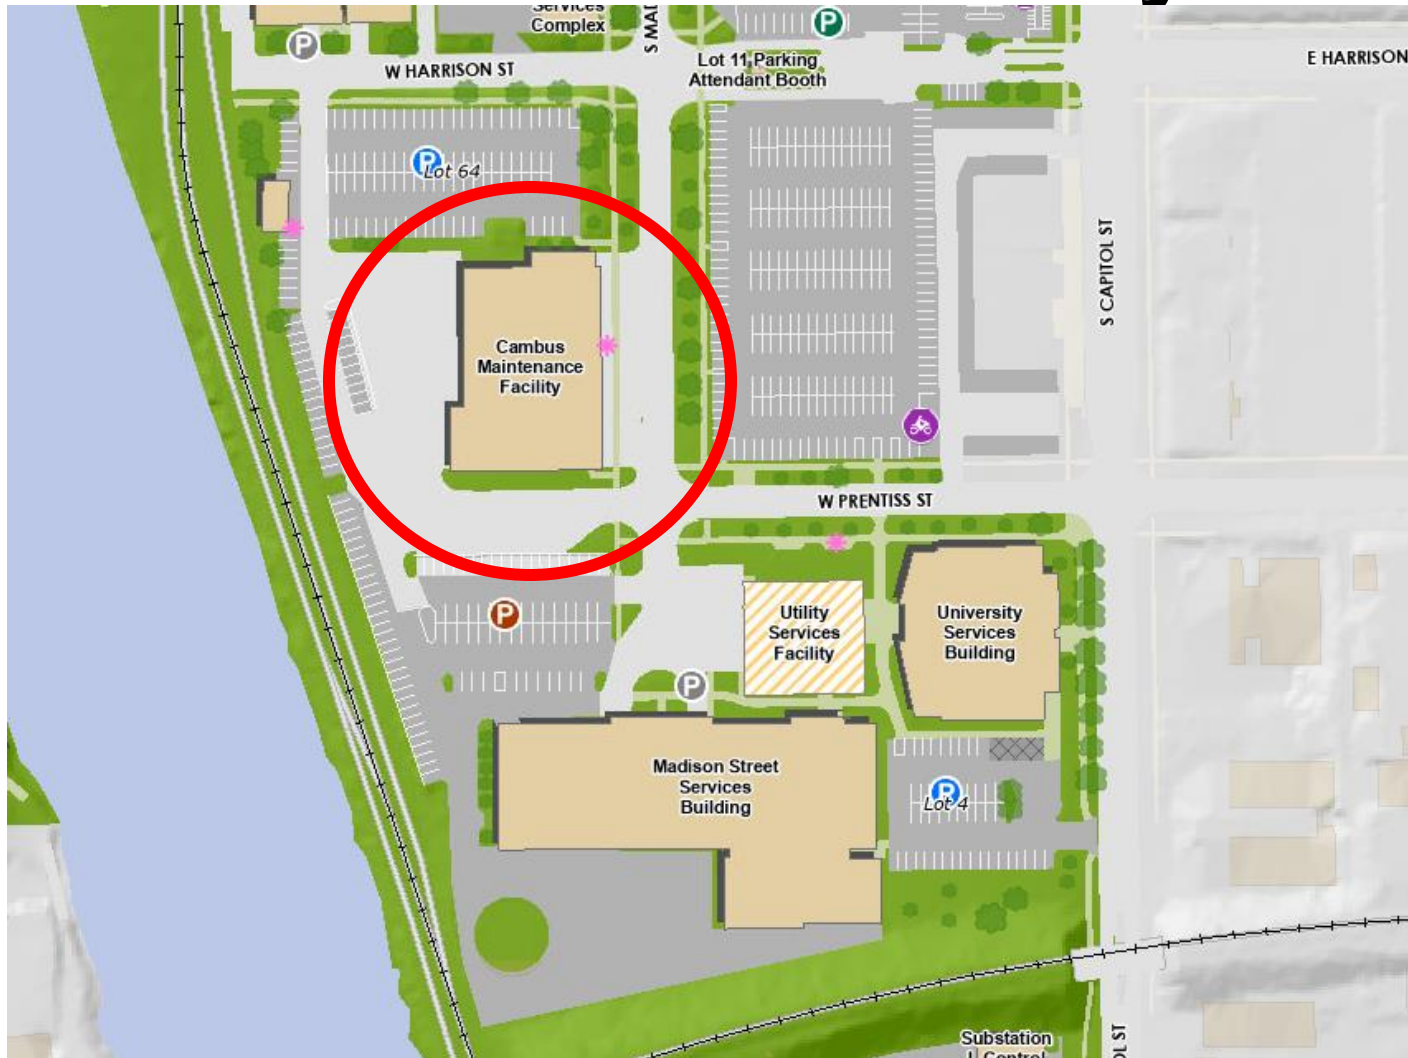 Services
Complex
S MAD
P
P
W HARRISON ST
Lot 11 Parking
Attendant Booth
E HARRISON
P
Lot 64
S CAPITOL ST
Cambus
Maintenance
Facility
W PRENTISS ST
P
Utility
Services
Facility
University
Services
Building
P
Madison Street
Services
Building
P
Lot 4
Substation
OL ST